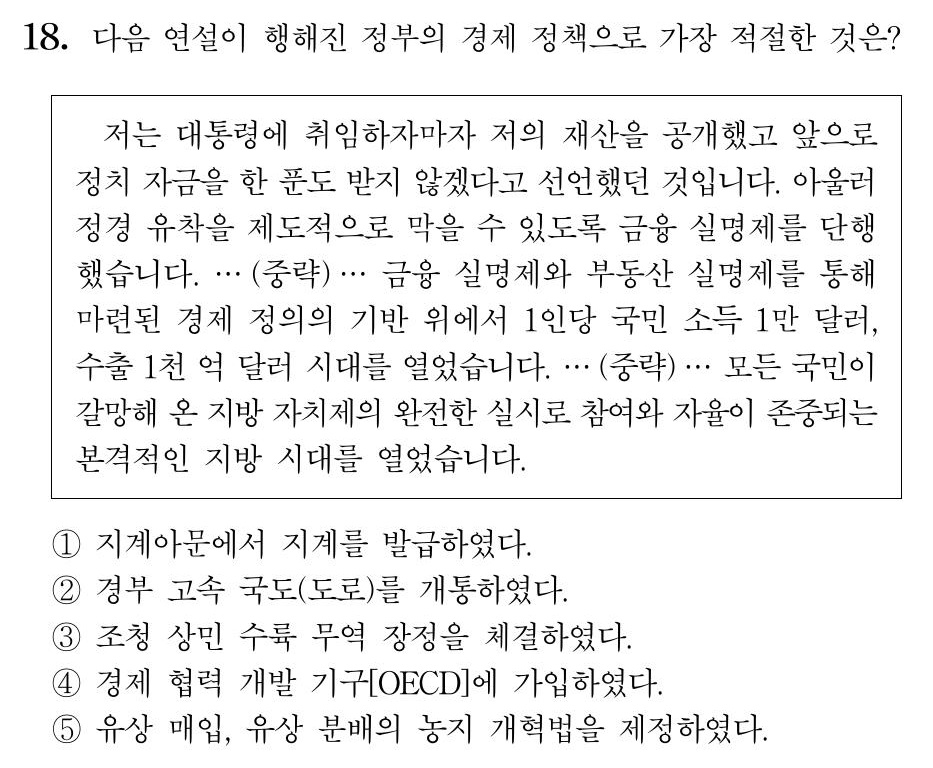 18. 다음 연설이 행해진 정부의 경제 정책으로 가장 적절한 것은?
저는 대통령에 취임하자마자 저의 재산을 공개했고 앞으로
정치 자금을 한 푼도 받지 않겠다고 선언했던 것입니다. 아울러
정경 유착을 제도적으로 막을 수 있도록 금융 실명제를 단행
했습니다. … (중략) … 금융 실명제와 부동산 실명제를 통해
마련된 경제 정의의 기반 위에서 1인당 국민 소득 1만 달러,
수출 1천 억 달러 시대를 열었습니다. … (중략) … 모든 국민이
갈망해 온 지방 자치제의 완전한 실시로 참여와 자율이 존중되는
본격적인 지방 시대를 열었습니다.
① 지계아문에서 지계를 발급하였다.
② 경부 고속 국도(도로)를 개통하였다.
③ 조청 상민 수륙 무역 장정을 체결하였다.
④ 경제 협력 개발 기구[OECD]에 가입하였다.
⑤ 유상 매입, 유상 분배의 농지 개혁법을 제정하였다.